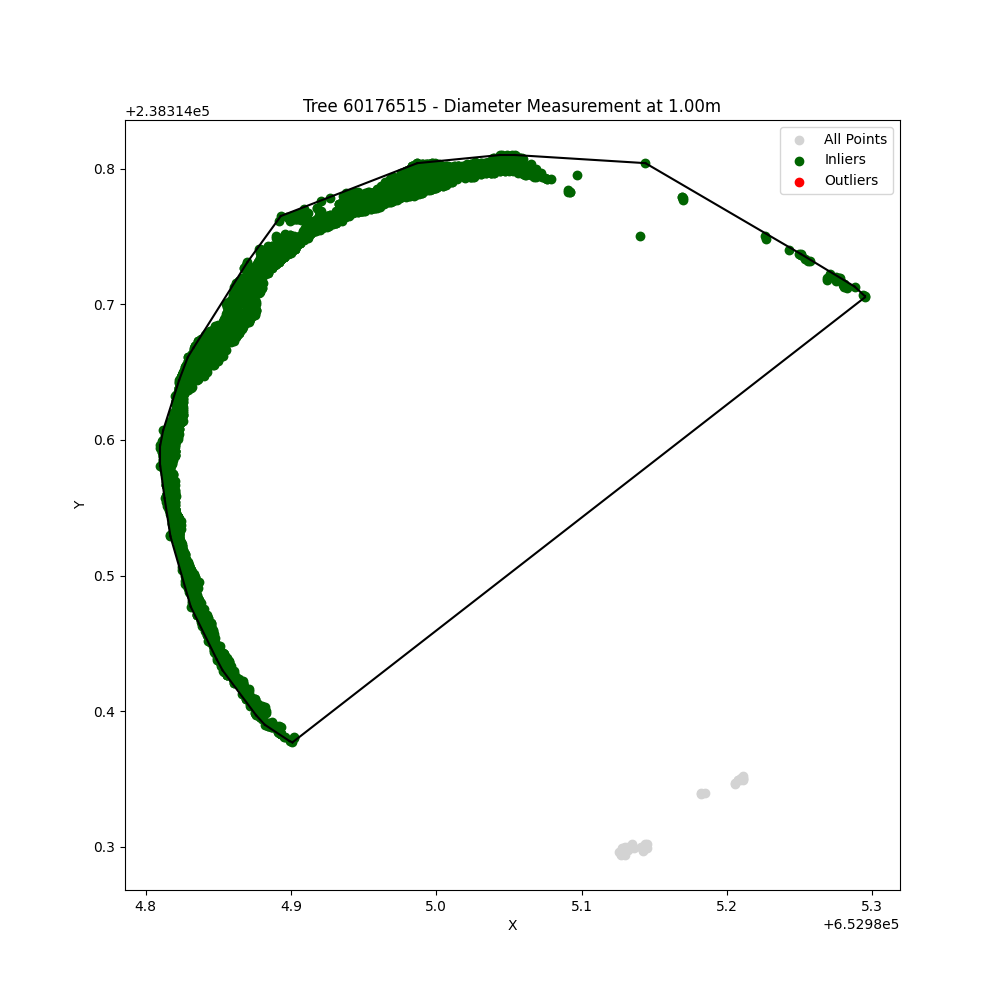 Tree 60176515 - Diameter Measurement at 1.00m
+2.38314e5
All Points
Inliers
Outliers
0.8
0.7
0.6
0.5
0.4
0.3
Y
4.8 4.9 5.0 5.1 5.2 5.3
X
+6.5298e5